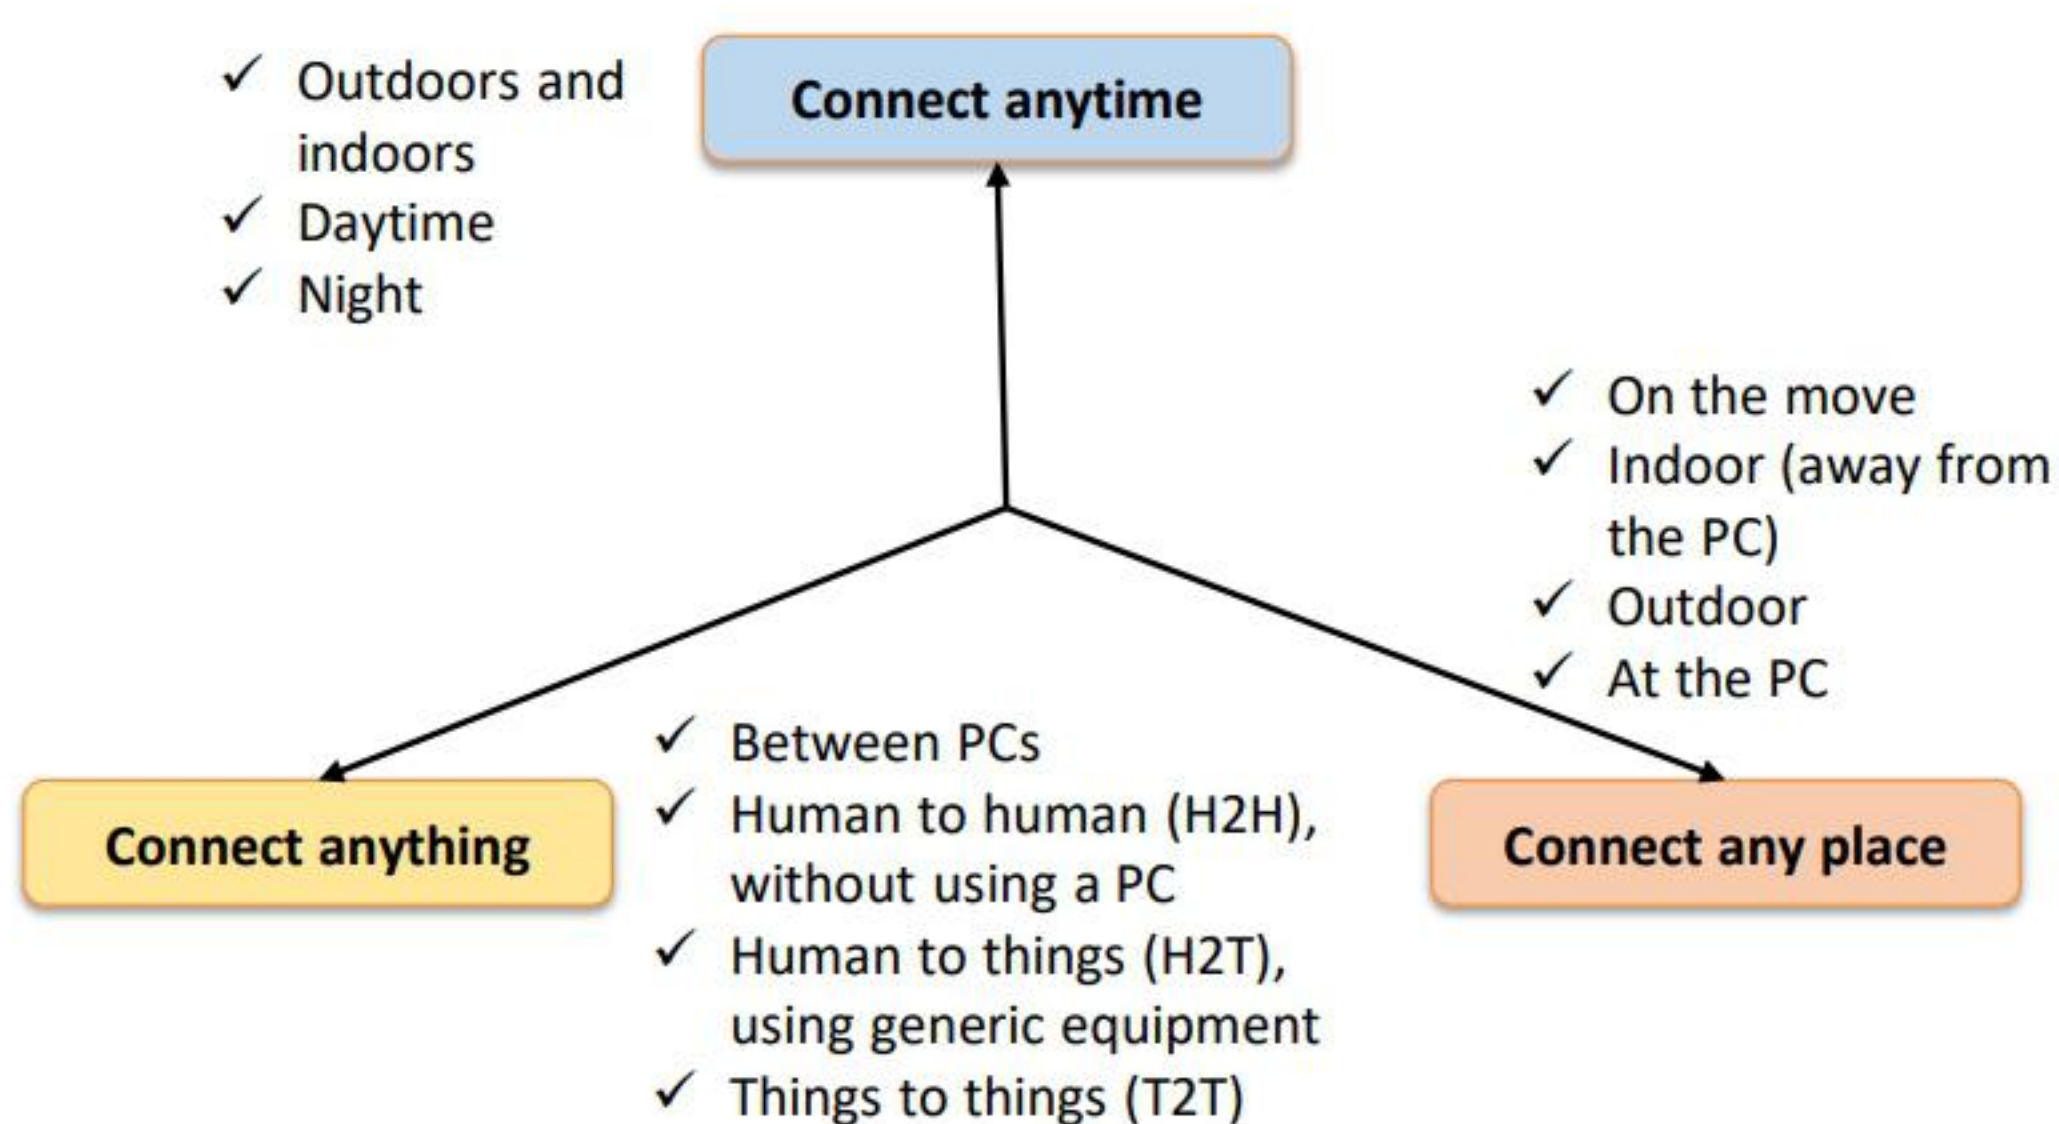 Connect anytime
✓ Outdoors and
indoors
✓ Daytime
✓ Night
✓ On the move
✓ Indoor (away from
the PC)
✓ Outdoor
✓ At the PC
Connect anything
✓ Between PCs
✓ Human to human (H2H),
without using a PC
✓ Human to things (H2T),
using generic equipment
✓ Things to things (T2T)
Connect any place